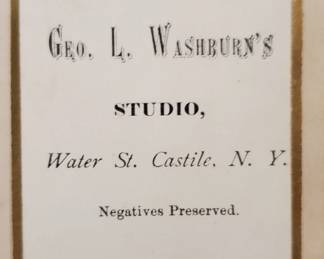 Geo. L. Washburn's
STUDIO,
Water St. Castile, N. Y.
Negatives Preserved.